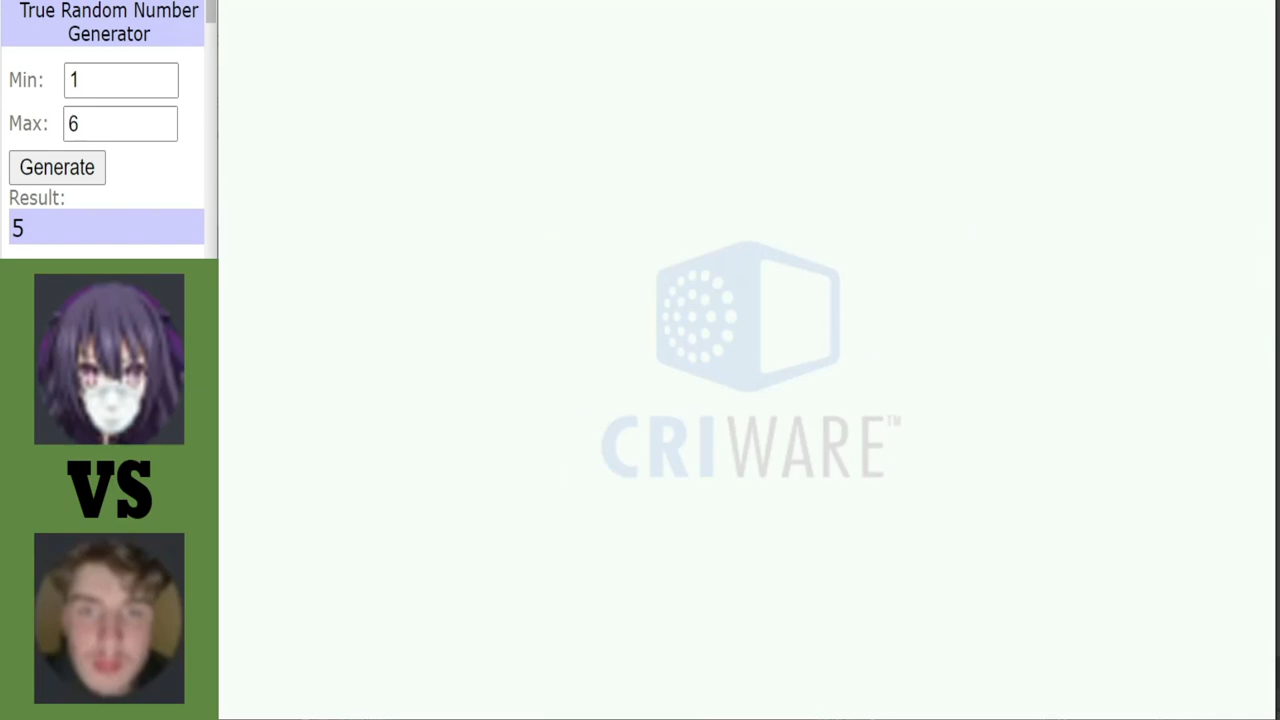 True Random Number
Generator
Min: 1
Max: 6
Generate
Result:
5
VS
CRIWARE™